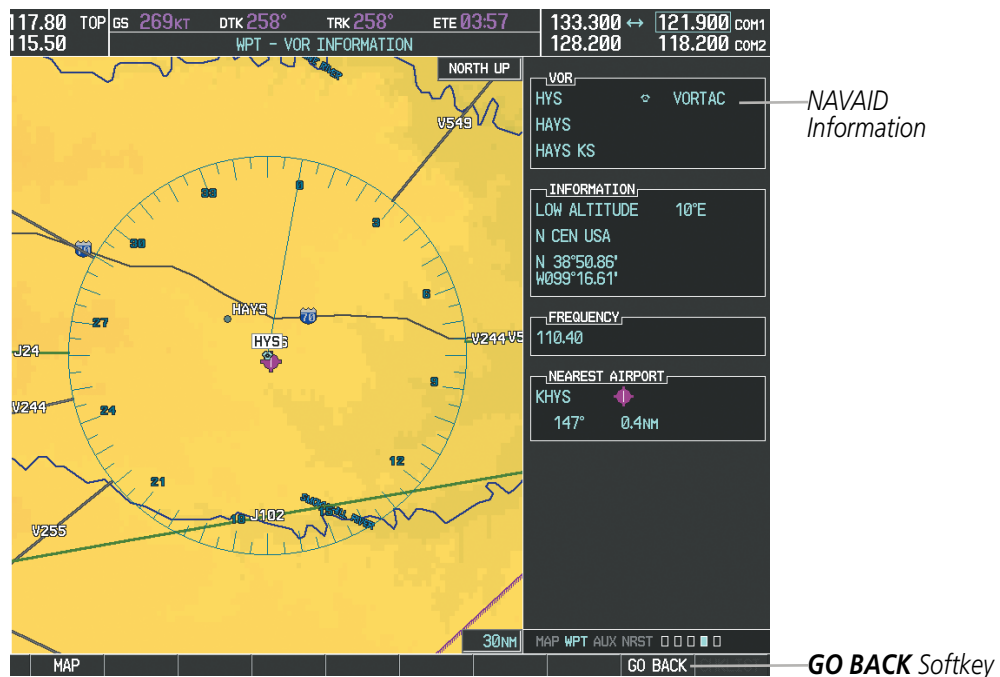 117.80 TOP GS 269KT DTK 258° TRK 258° ETE 03:57 133.300 ↔ 121.900 COM1
115.50 WPT - VOR INFORMATION 128.200 118.200 COM2
NORTH UP
VOR
HYS VORTAC
HAYS
HAYS KS
NAVAID
Information
INFORMATION
LOW ALTITUDE 10°E
N CEN USA
N 38°50.86'
W099°16.61'
FREQUENCY
110.40
NEAREST AIRPORT
KHYS
147° 0.4NM
V549
33 0 3
30
6
70
HAYS 70
27
HYS
V244
J24
9
V244 24
12
21
J102
18 15
RIVER
V255
30NM
MAP WPT AUX NRST
MAP GO BACK
GO BACK Softkey